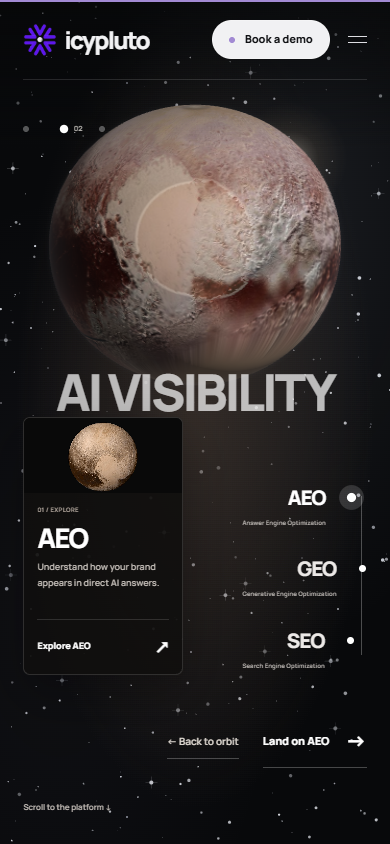 icypluto
Book a demo
02
AI VISIBILITY
01 / EXPLORE
AEO
Understand how your brand
appears in direct AI answers.
Explore AEO ↗
AEO
Answer Engine Optimization
GEO
Generative Engine Optimization
SEO
Search Engine Optimization
← Back to orbit
Land on AEO →
Scroll to the platform ↓